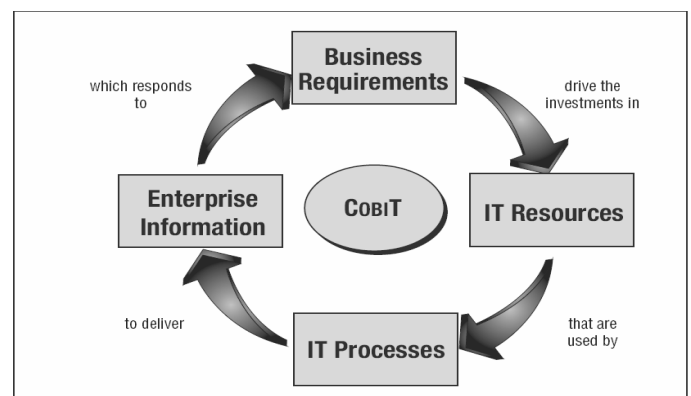 Business
Requirements
which responds
to
drive the
investments in
Enterprise
Information
COBIT
IT Resources
to deliver
that are
used by
IT Processes